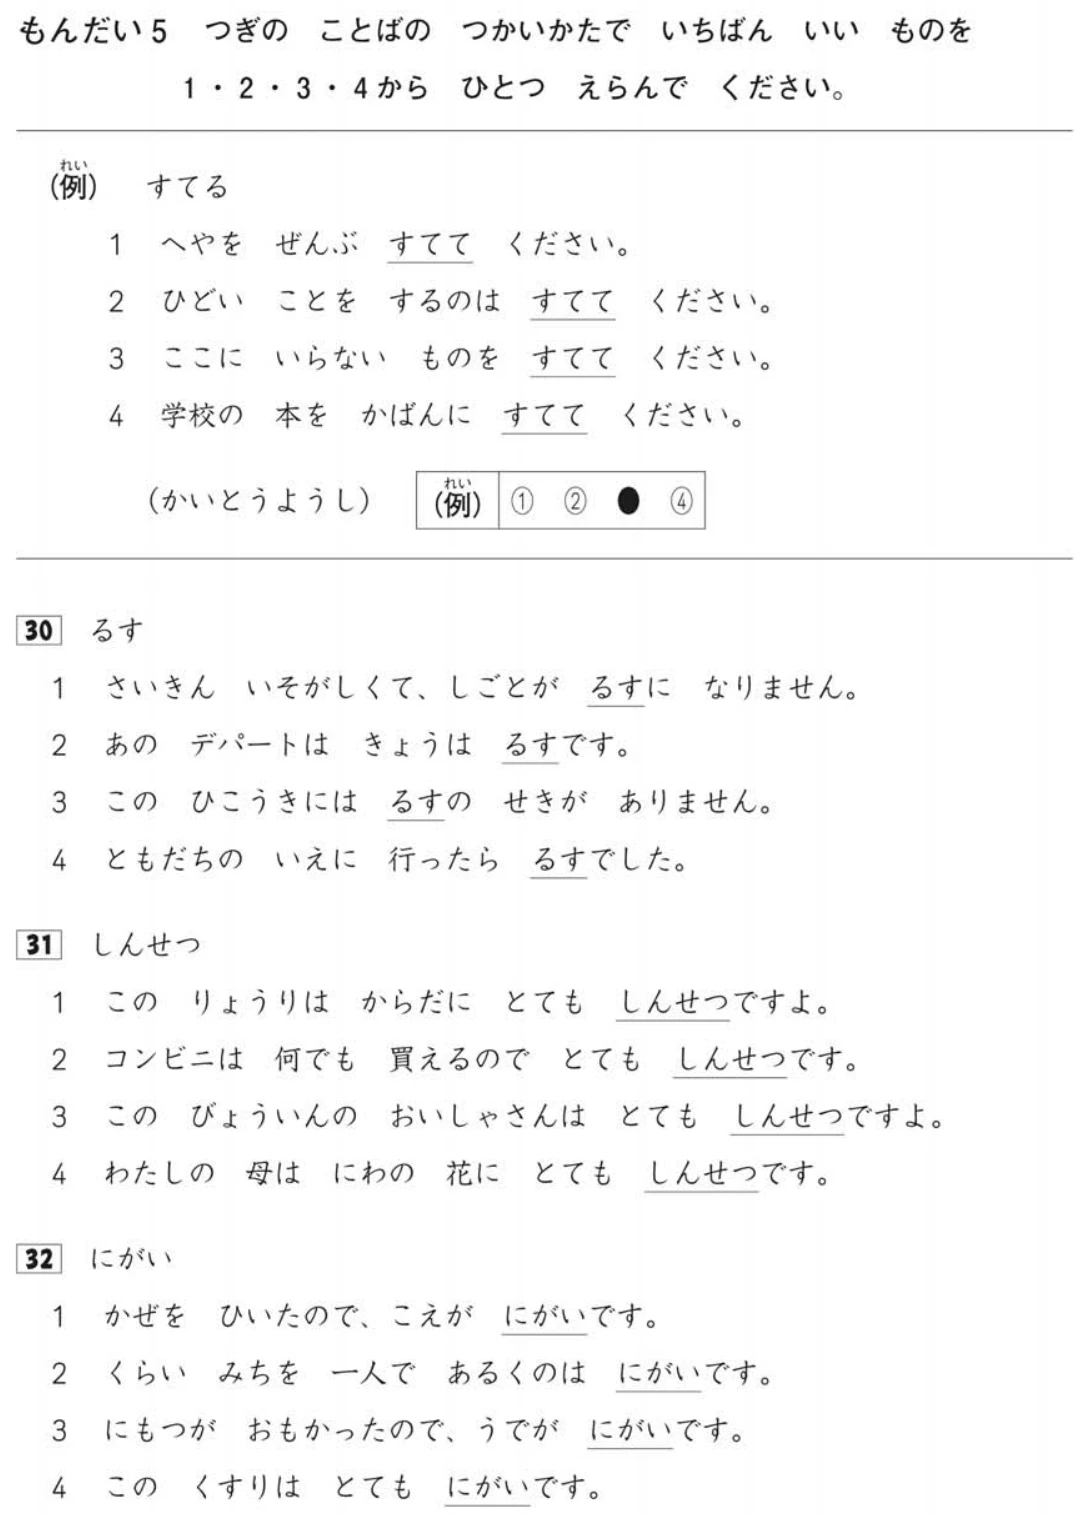 もんだい5　つぎの　ことばの　つかいかたで　いちばん　いい　ものを
1・2・3・4から　ひとつ　えらんで　ください。
(例)　すてる
1　へやを　ぜんぶ　すてて　ください。
2　ひどい　ことを　するのは　すてて　ください。
3　ここに　いらない　ものを　すてて　ください。
4　学校の　本を　かばんに　すてて　ください。
(かいとうようし)　(例)　①　②　●　④
30　るす
1　さいきん　いそがしくて、しごとが　るすに　なりません。
2　あの　デパートは　きょうは　るすです。
3　この　ひこうきには　るすの　せきが　ありません。
4　ともだちの　いえに　行ったら　るすでした。
31　しんせつ
1　この　りょうりは　からだに　とても　しんせつですよ。
2　コンビニは　何でも　買えるので　とても　しんせつです。
3　この　びょういんの　おいしゃさんは　とても　しんせつですよ。
4　わたしの　母は　にわの　花に　とても　しんせつです。
32　にがい
1　かぜを　ひいたので、こえが　にがいです。
2　くらい　みちを　一人で　あるくのは　にがいです。
3　にもつが　おもかったので、うでが　にがいです。
4　この　くすりは　とても　にがいです。